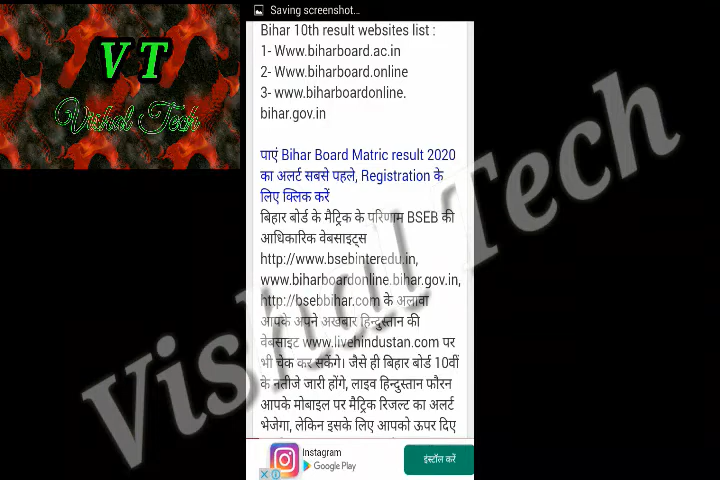 Saving screenshot...
V T
Vishal Tech
Bihar 10th result websites list :
1- Www.biharboard.ac.in
2- Www.biharboard.online
3- www.biharboardonline.
bihar.gov.in
पाएं Bihar Board Matric result 2020
का अलर्ट सबसे पहले, Registration के
लिए क्लिक करें
बिहार बोर्ड के मैट्रिक के परिणाम BSEB की
आधिकारिक वेबसाइट्स
http://www.bsebinteredu.in,
www.biharboardonline.bihar.gov.in,
http://bsebbihar.com के अलावा
आपके अपने अखबार हिन्दुस्तान की
वेबसाइट www.livehindustan.com पर
भी चेक कर सकेंगे। जैसे ही बिहार बोर्ड 10वीं
के नतीजे जारी होंगे, लाइव हिन्दुस्तान फौरन
आपके मोबाइल पर मैट्रिक रिजल्ट का अलर्ट
भेजेगा, लेकिन इसके लिए आपको ऊपर दिए
Vishall Tech
Instagram
Google Play
इंस्टॉल करें